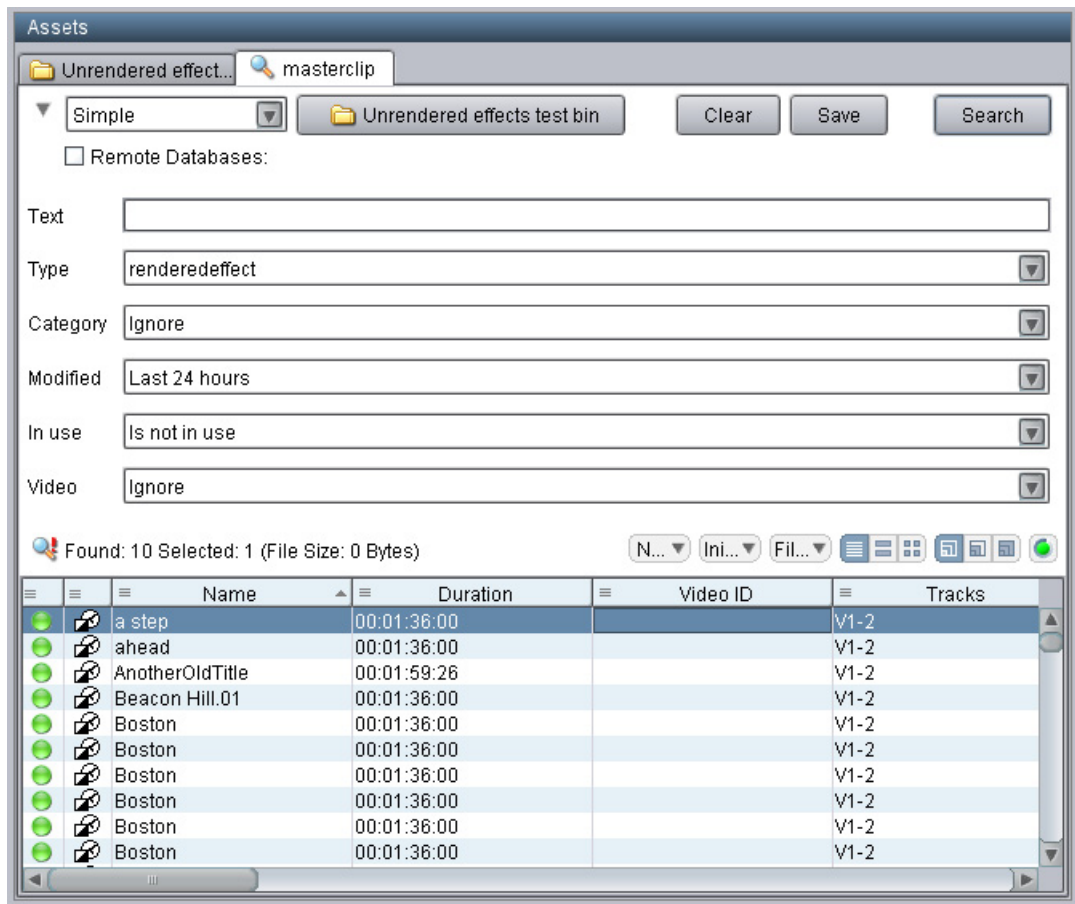 Assets
Unrendered effect... masterclip
Simple Unrendered effects test bin Clear Save Search
Remote Databases:
Text
Type renderedeffect
Category Ignore
Modified Last 24 hours
In use Is not in use
Video Ignore
Found: 10 Selected: 1 (File Size: 0 Bytes) N... Ini... Fil...
Name Duration Video ID Tracks
a step 00:01:36:00 V1-2
ahead 00:01:36:00 V1-2
AnotherOldTitle 00:01:59:26 V1-2
Beacon Hill.01 00:01:36:00 V1-2
Boston 00:01:36:00 V1-2
Boston 00:01:36:00 V1-2
Boston 00:01:36:00 V1-2
Boston 00:01:36:00 V1-2
Boston 00:01:36:00 V1-2
Boston 00:01:36:00 V1-2